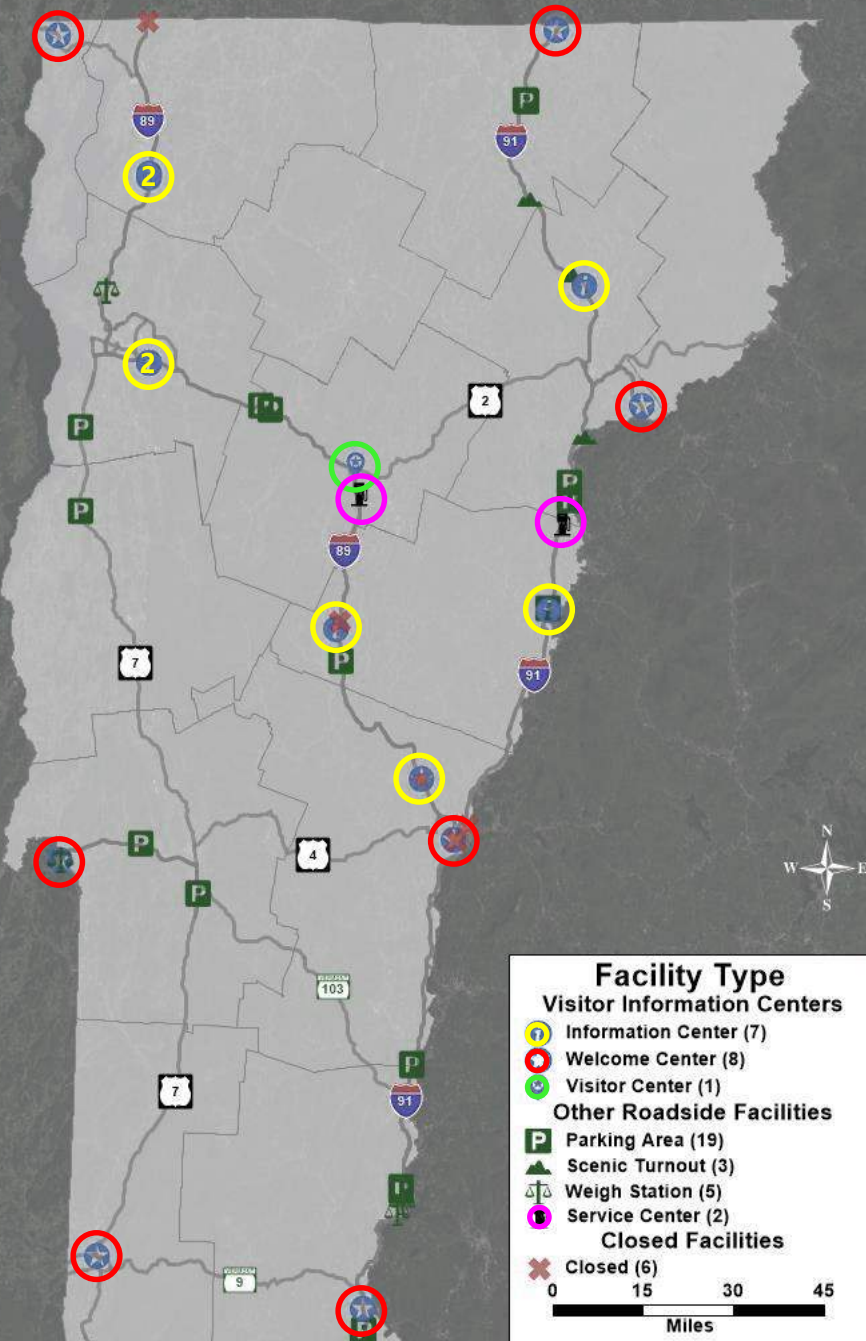 89
91
2
2
2
P
P
P
P
P
89
7
P
91
P
4
P
103
P
7
91
P
9
N
W E
S
Facility Type
Visitor Information Centers
Information Center (7)
Welcome Center (8)
Visitor Center (1)
Other Roadside Facilities
P Parking Area (19)
Scenic Turnout (3)
Weigh Station (5)
Service Center (2)
Closed Facilities
Closed (6)
0 15 30 45
Miles